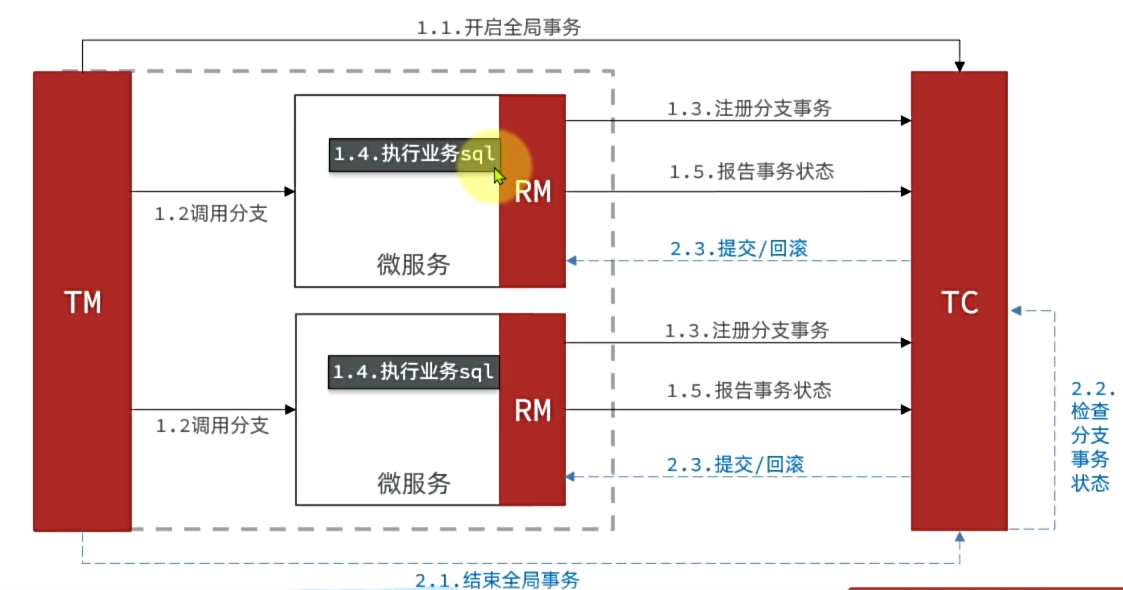 1.1.开启全局事务
TM
1.2调用分支
1.4.执行业务sql
RM
微服务
1.3.注册分支事务
1.5.报告事务状态
2.3.提交/回滚
TC
1.2调用分支
1.4.执行业务sql
RM
微服务
1.3.注册分支事务
1.5.报告事务状态
2.3.提交/回滚
2.2.
检查
分支
事务
状态
2.1.结束全局事务